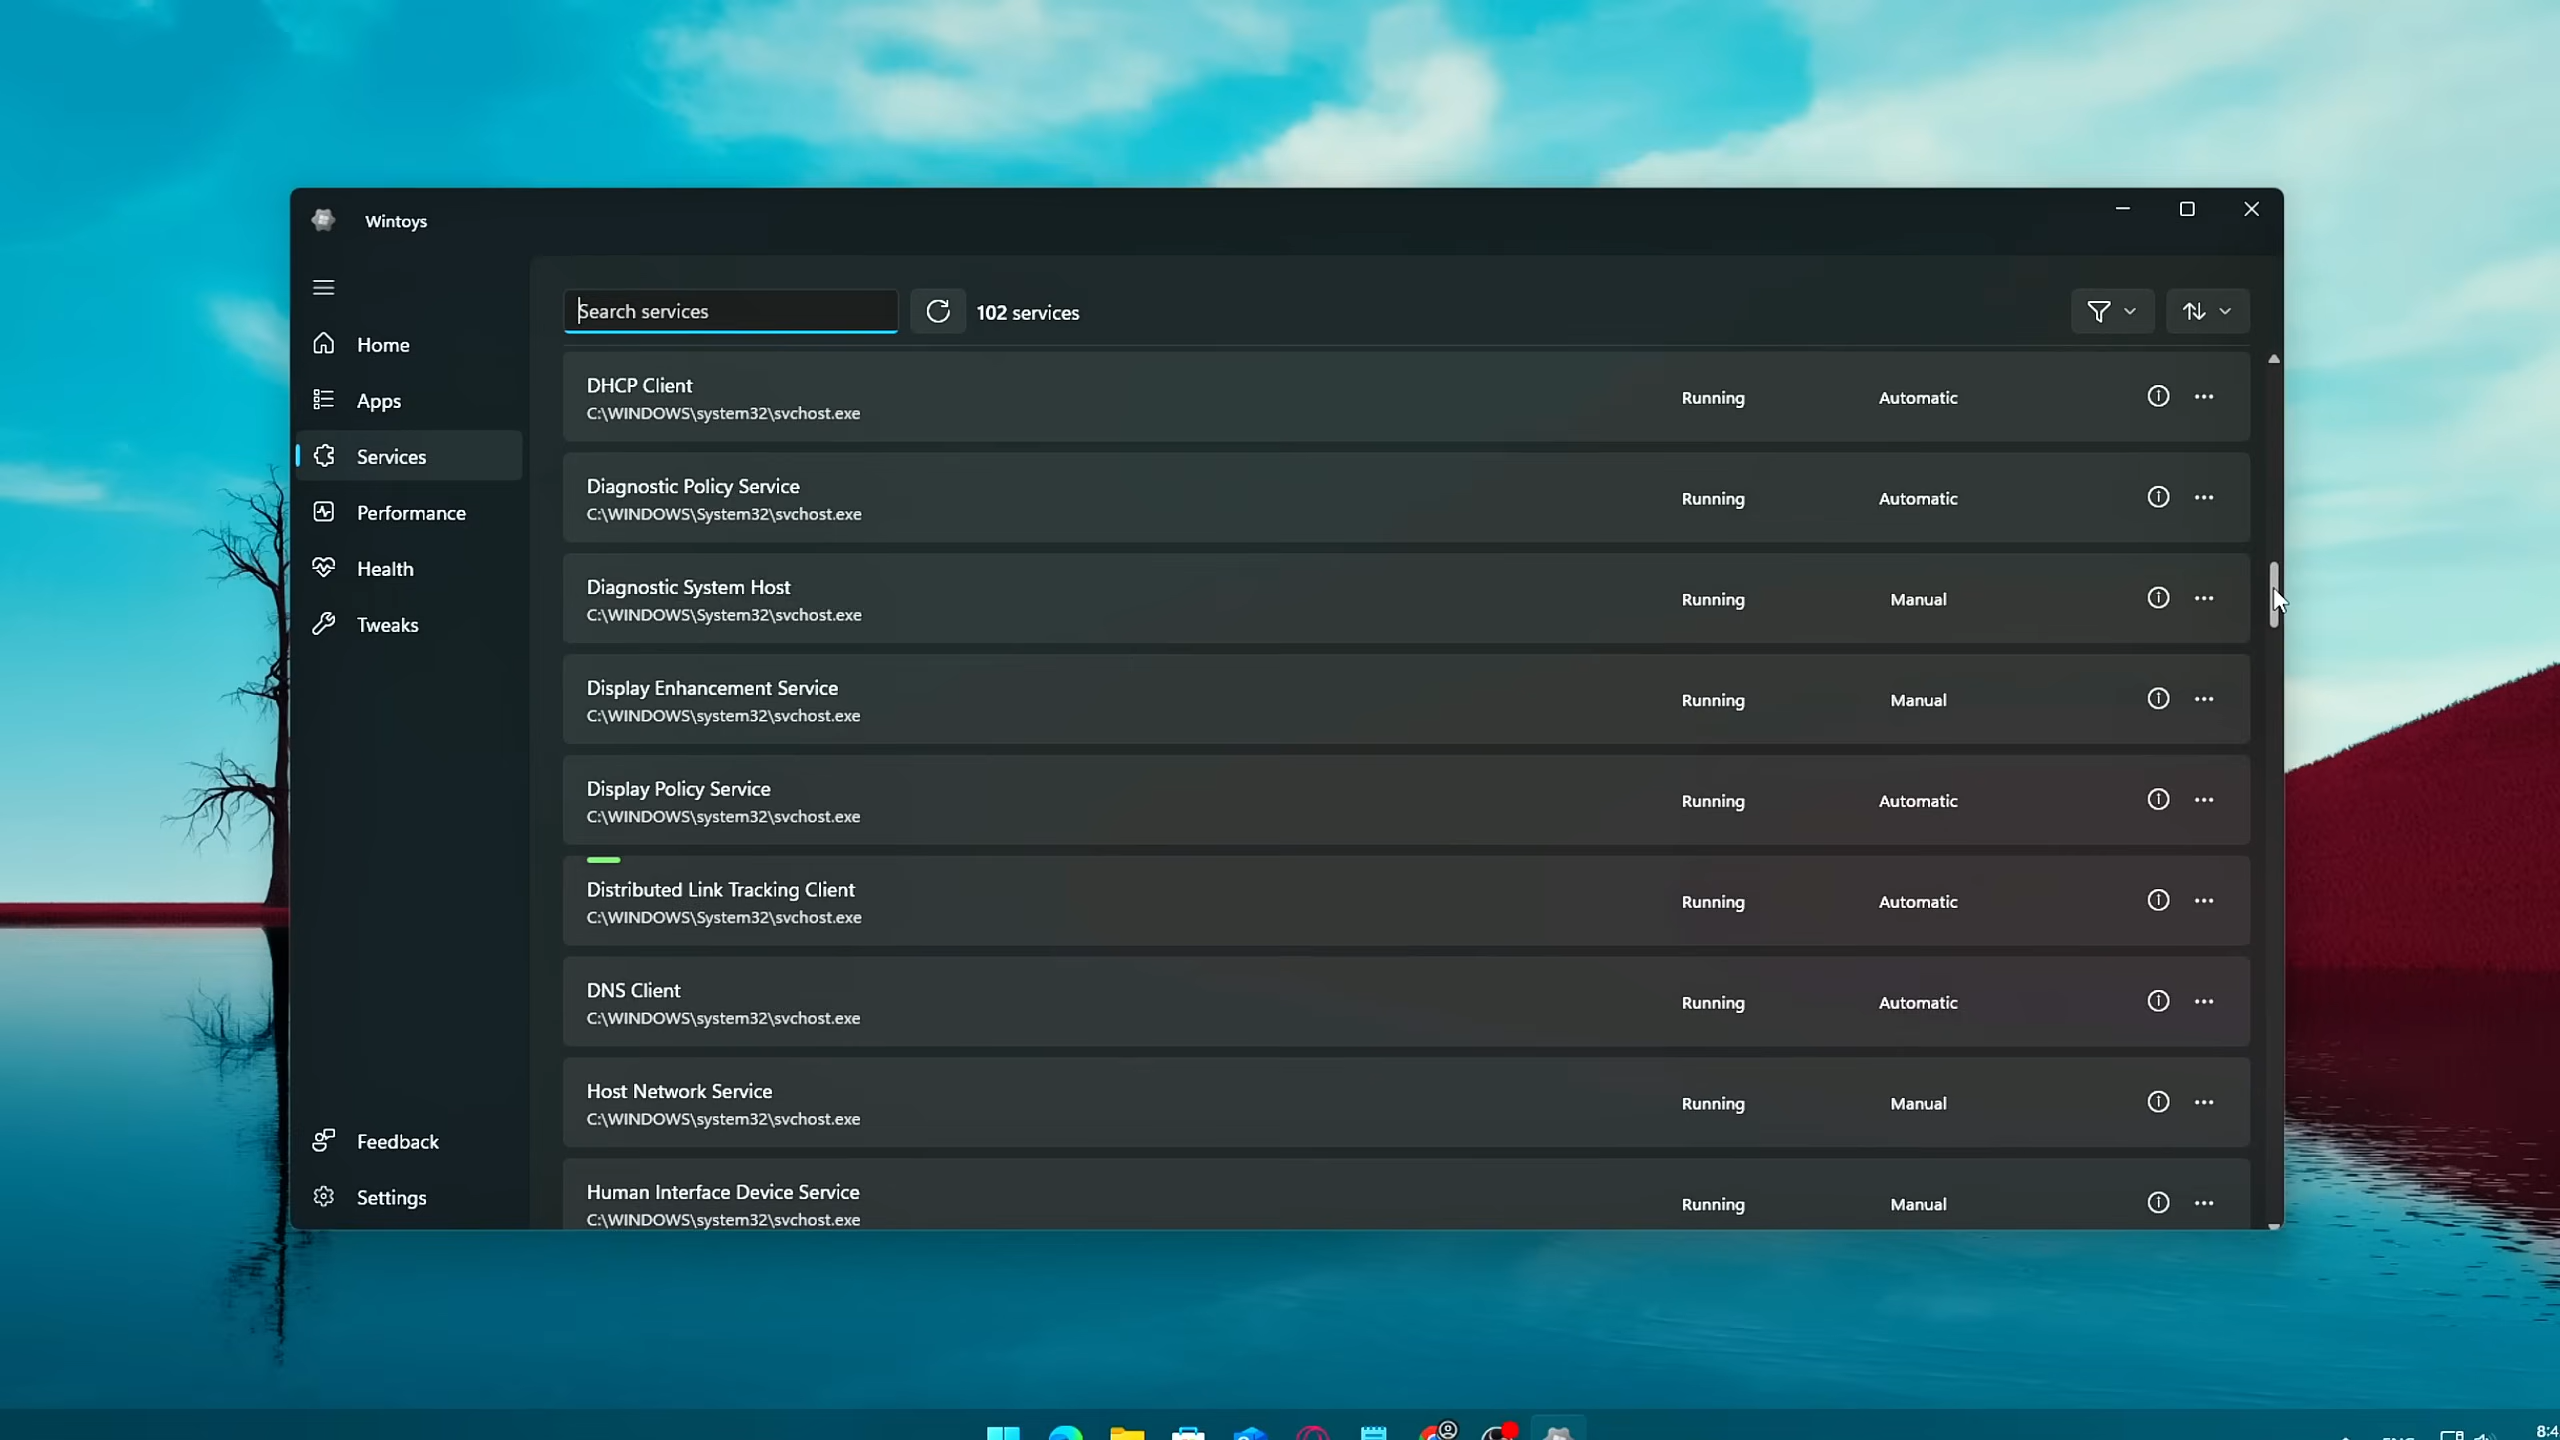 Wintoys
Search services
102 services
Home
Apps
Services
Performance
Health
Tweaks
Feedback
Settings
DHCP Client
C:\WINDOWS\system32\svchost.exe
Running
Automatic
Diagnostic Policy Service
C:\WINDOWS\System32\svchost.exe
Running
Automatic
Diagnostic System Host
C:\WINDOWS\System32\svchost.exe
Running
Manual
Display Enhancement Service
C:\WINDOWS\system32\svchost.exe
Running
Manual
Display Policy Service
C:\WINDOWS\system32\svchost.exe
Running
Automatic
Distributed Link Tracking Client
C:\WINDOWS\System32\svchost.exe
Running
Automatic
DNS Client
C:\WINDOWS\system32\svchost.exe
Running
Automatic
Host Network Service
C:\WINDOWS\system32\svchost.exe
Running
Manual
Human Interface Device Service
C:\WINDOWS\system32\svchost.exe
Running
Manual